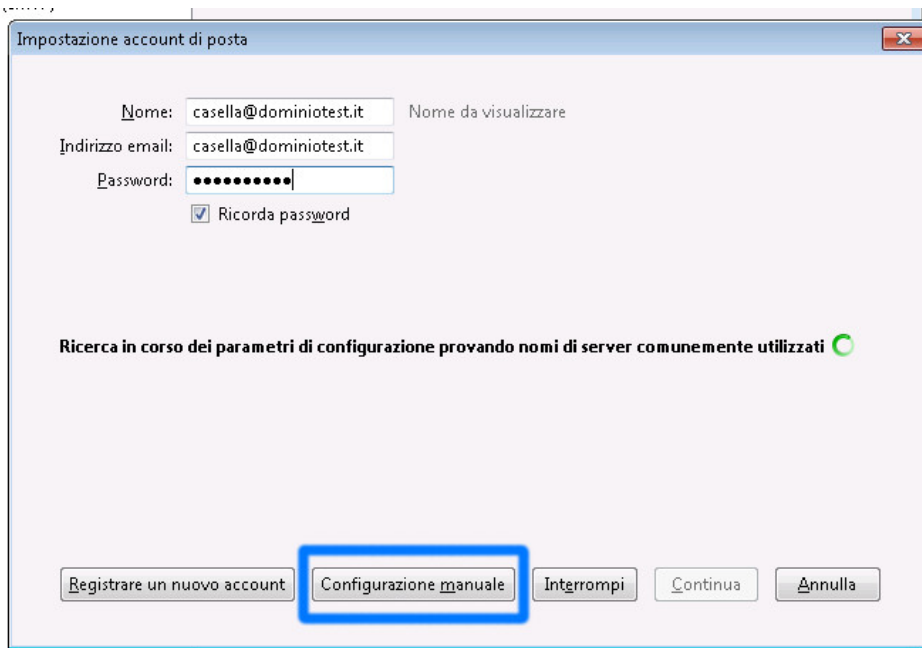 Impostazione account di posta
Nome: casella@dominiotest.it Nome da visualizzare
Indirizzo email: casella@dominiotest.it
Password: ••••••••••
Ricorda password
Ricerca in corso dei parametri di configurazione provando nomi di server comunemente utilizzati
Registrare un nuovo account Configurazione manuale Interrompi Continua Annulla